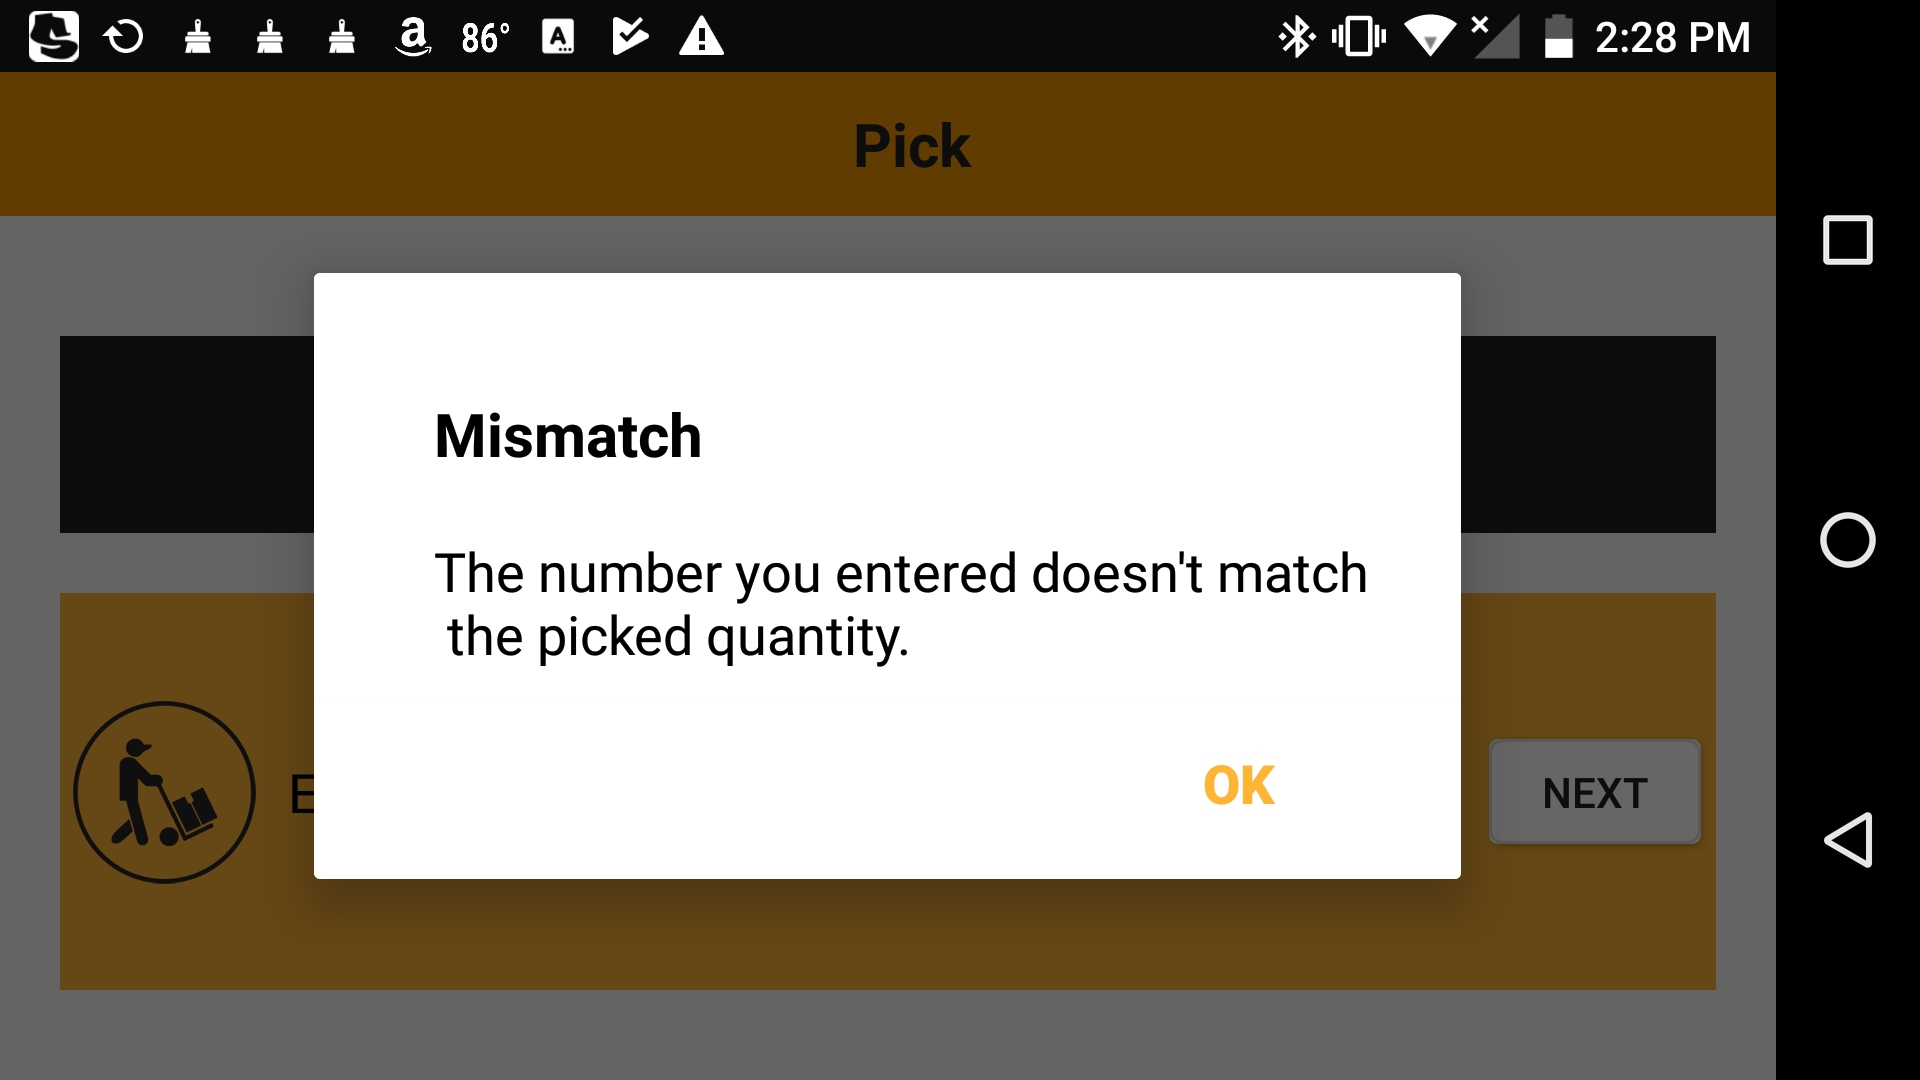 86° A 2:28 PM
Pick
Mismatch
The number you entered doesn't match
the picked quantity.
OK
E
NEXT